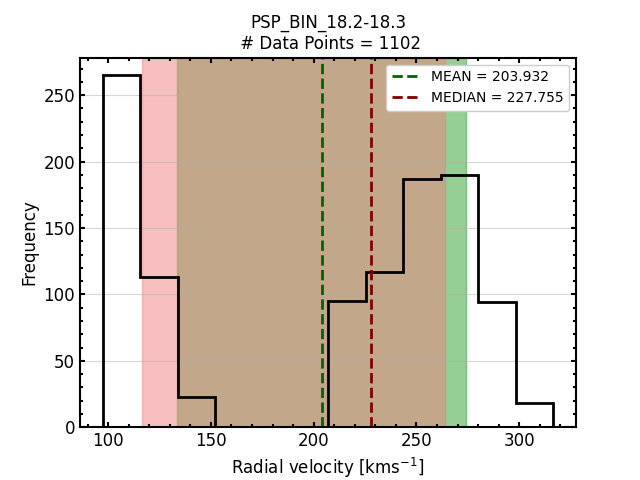 PSP_BIN_18.2-18.3
# Data Points = 1102
MEAN = 203.932
MEDIAN = 227.755
Frequency
250
200
150
100
50
0
100 150 200 250 300
Radial velocity [kms⁻¹]